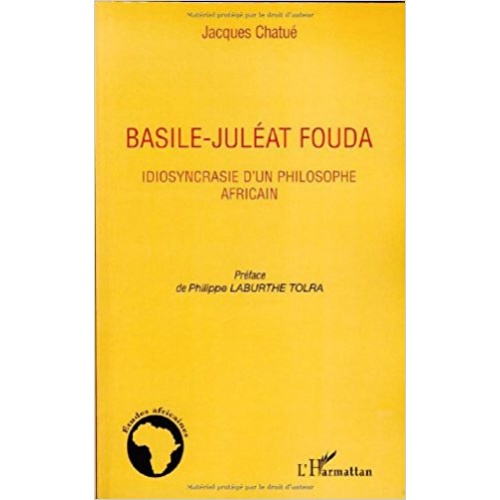 Matériel protégé par le droit d'auteur
Jacques Chatué
BASILE-JULÉAT FOUDA
IDIOSYNCRASIE D'UN PHILOSOPHE
AFRICAIN
Préface
de Philippe LABURTHE TOLRA
Études africaines
L'Harmattan
Matériel protégé par le droit d'auteur